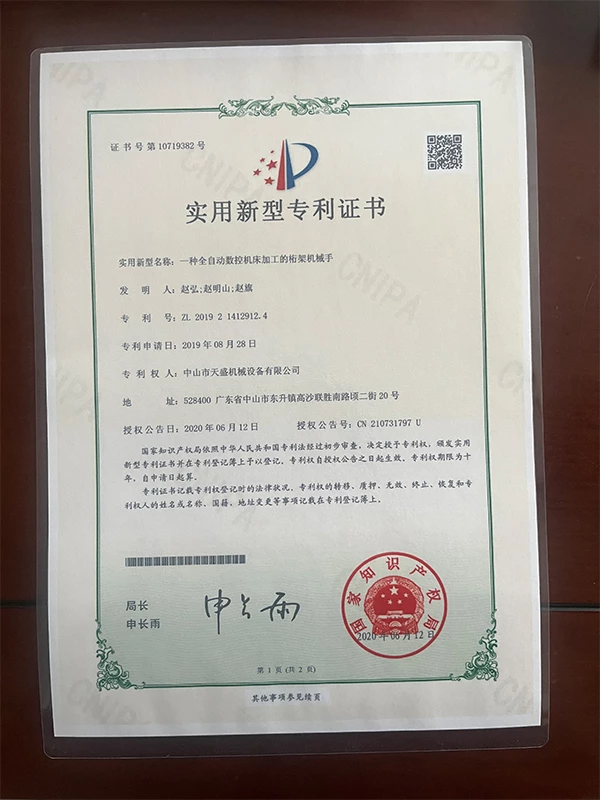 证书号第10719382号
实用新型专利证书
实用新型名称：一种全自动数控机床加工的桁架机械手
发明人：赵弘;赵明山;赵旗
专利号：ZL 2019 2 1412912.4
专利申请日：2019年08月28日
专利权人：中山市天盛机械设备有限公司
地址：528400 广东省中山市东升镇高沙联胜南路顷二街20号
授权公告日：2020年06月12日 授权公告号：CN 210731797 U
国家知识产权局依照中华人民共和国专利法经过初步审查，决定授予专利权，颁发实用
新型专利证书并在专利登记簿上予以登记。专利权自授权公告之日起生效。专利权期限为十
年，自申请日起算。
专利证书记载专利权登记时的法律状况。专利权的转移、质押、无效、终止、恢复和专
利权人的姓名或名称、国籍、地址变更等事项记载在专利登记簿上。
局长
申长雨
申长雨
国家知识产权局
2020年06月12日
第1页(共2页)
其他事项参见续页
CNIPA
CNIPA
CNIPA
CNIPA
CNIPA